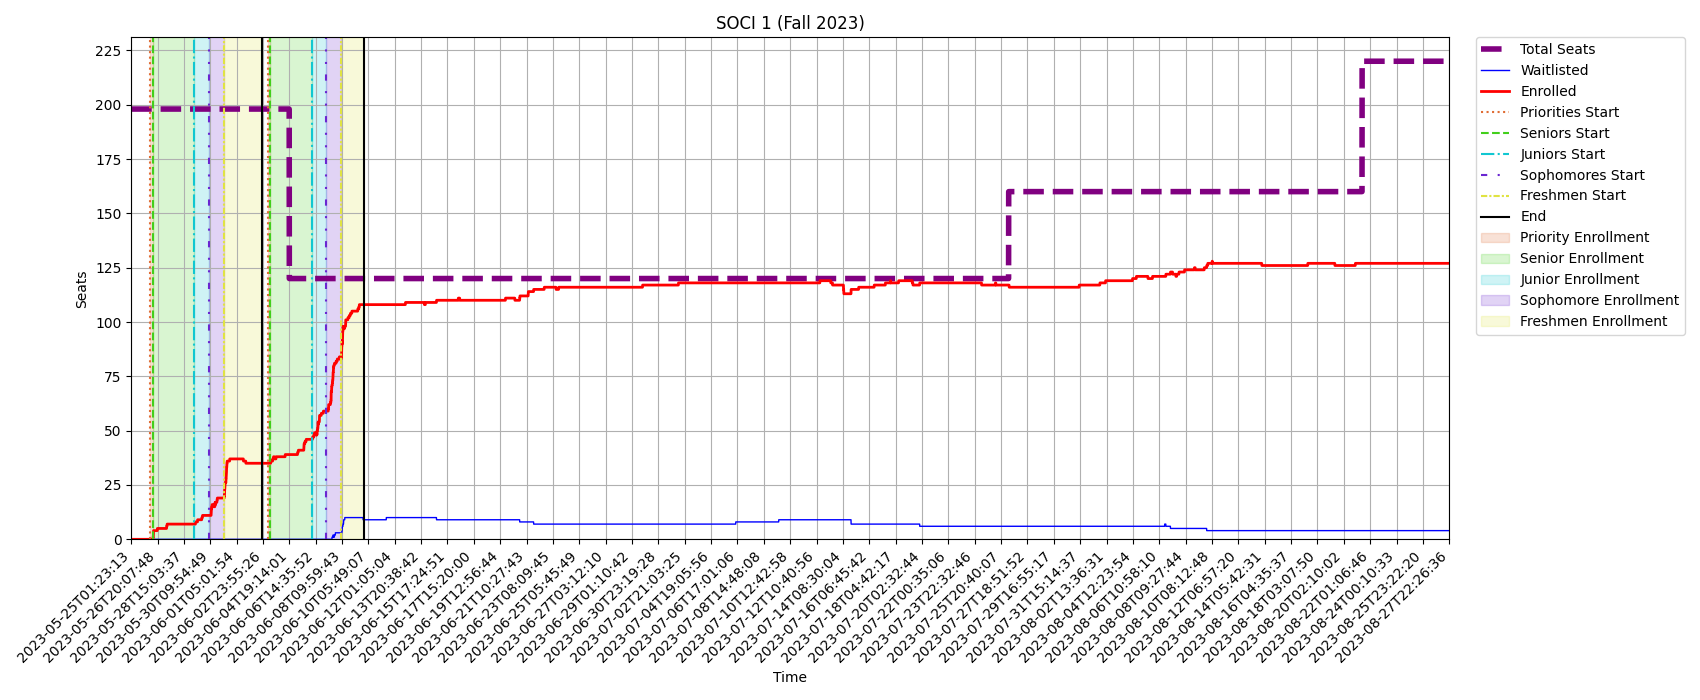 SOCI 1 (Fall 2023)
225
200
175
150
125
100
75
50
25
0
Seats
2023-05-25T01:23:13
2023-05-26T20:07:48
2023-05-28T15:03:37
2023-05-30T09:54:49
2023-06-01T05:01:54
2023-06-02T23:55:26
2023-06-04T19:14:01
2023-06-06T14:35:52
2023-06-08T09:59:43
2023-06-10T05:49:07
2023-06-12T01:05:04
2023-06-13T20:38:42
2023-06-15T17:24:51
2023-06-17T15:20:00
2023-06-19T12:56:44
2023-06-21T10:27:43
2023-06-23T08:09:45
2023-06-25T05:45:49
2023-06-27T03:12:10
2023-06-29T01:10:42
2023-06-30T23:19:28
2023-07-02T21:03:25
2023-07-04T19:05:56
2023-07-06T17:01:06
2023-07-08T14:48:08
2023-07-10T12:42:58
2023-07-12T10:40:56
2023-07-14T08:30:04
2023-07-16T06:45:42
2023-07-18T04:42:17
2023-07-20T02:32:44
2023-07-22T00:35:06
2023-07-23T22:32:46
2023-07-25T20:40:07
2023-07-27T18:51:52
2023-07-29T16:55:17
2023-07-31T15:14:37
2023-08-02T13:36:31
2023-08-04T12:23:54
2023-08-06T10:58:10
2023-08-08T09:27:44
2023-08-10T08:12:48
2023-08-12T06:57:20
2023-08-14T05:42:31
2023-08-16T04:35:37
2023-08-18T03:07:50
2023-08-20T02:10:02
2023-08-22T01:06:46
2023-08-24T00:10:33
2023-08-25T23:22:20
2023-08-27T22:26:36
Time
Total Seats
Waitlisted
Enrolled
Priorities Start
Seniors Start
Juniors Start
Sophomores Start
Freshmen Start
End
Priority Enrollment
Senior Enrollment
Junior Enrollment
Sophomore Enrollment
Freshmen Enrollment